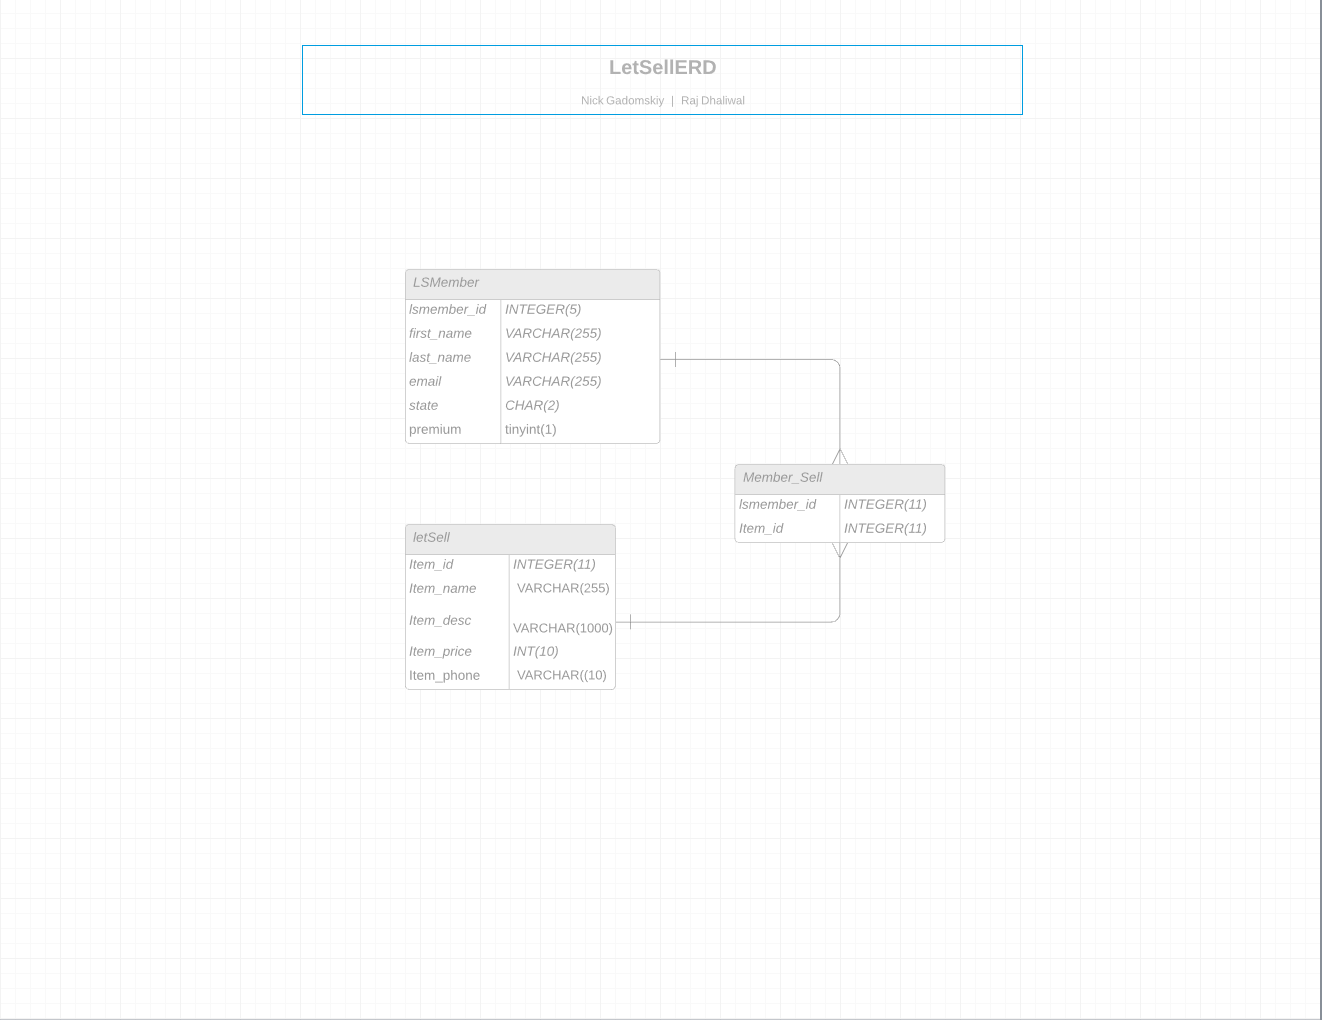 LetSellERD
Nick Gadomskiy | Raj Dhaliwal
LSMember
lsmember_id INTEGER(5)
first_name VARCHAR(255)
last_name VARCHAR(255)
email VARCHAR(255)
state CHAR(2)
premium tinyint(1)
Member_Sell
lsmember_id INTEGER(11)
Item_id INTEGER(11)
letSell
Item_id INTEGER(11)
Item_name VARCHAR(255)
Item_desc VARCHAR(1000)
Item_price INT(10)
Item_phone VARCHAR((10)